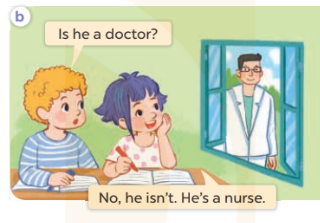 b
Is he a doctor?
No, he isn't. He's a nurse.